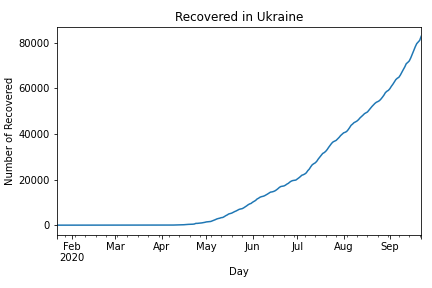 Recovered in Ukraine
Number of Recovered
80000
60000
40000
20000
0
Feb Mar Apr May Jun Jul Aug Sep
2020
Day